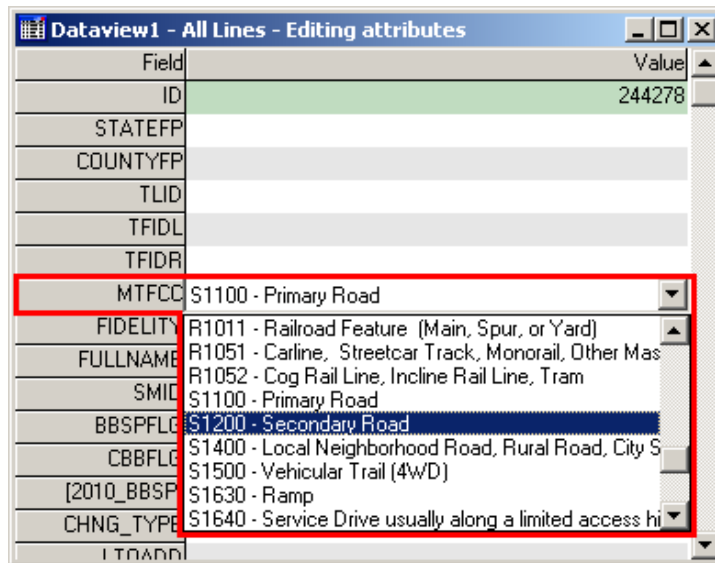 Dataview1 - All Lines - Editing attributes
Field Value
ID 244278
STATEFP
COUNTYFP
TLID
TFIDL
TFIDR
MTFCC S1100 - Primary Road
FIDELITY R1011 - Railroad Feature (Main, Spur, or Yard)
FULLNAME R1051 - Carline, Streetcar Track, Monorail, Other Mas
R1052 - Cog Rail Line, Incline Rail Line, Tram
SMID S1100 - Primary Road
BBSPFLG S1200 - Secondary Road
CBBFLG S1400 - Local Neighborhood Road, Rural Road, City S
S1500 - Vehicular Trail (4WD)
[2010_BBSP S1630 - Ramp
CHNG_TYPE S1640 - Service Drive usually along a limited access hi
LTOADD